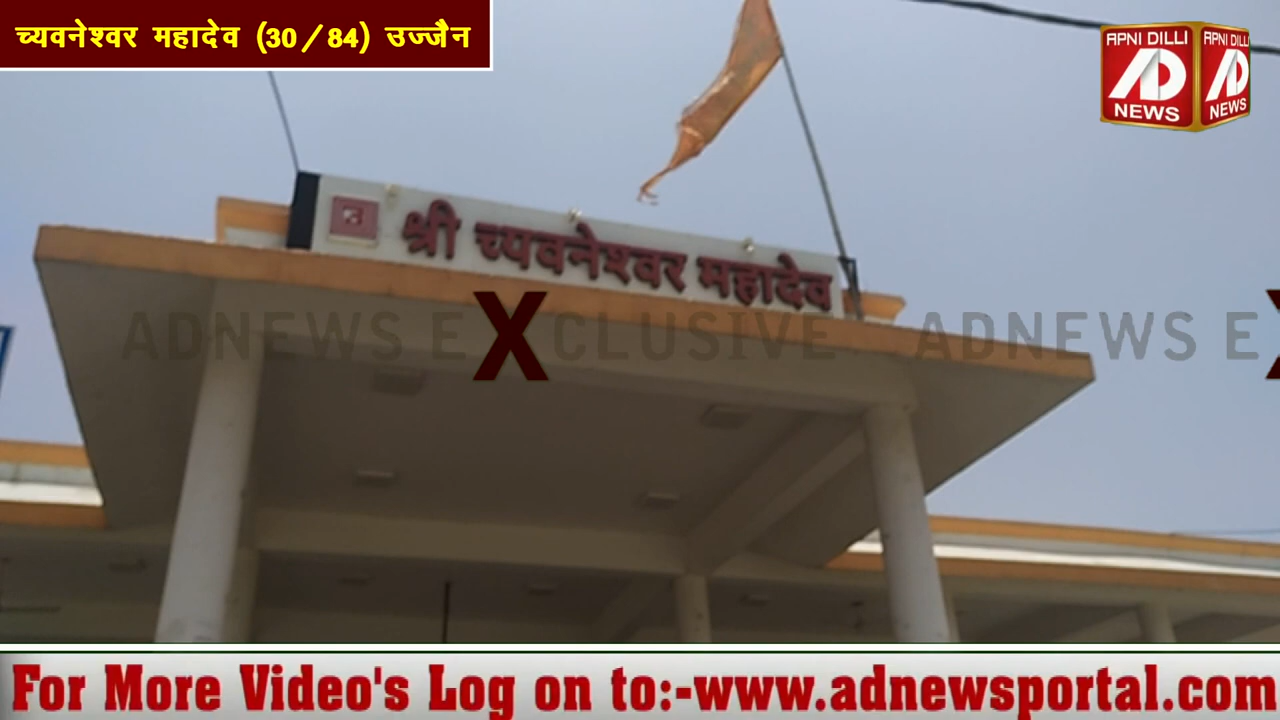 च्यवनेश्वर महादेव (30/84) उज्जैन
APNI DILLI
AD
NEWS
APNI DILLI
AD
NEWS
श्री च्यवनेश्वर महादेव
ADNEWS EXCLUSIVE ADNEWS EX
For More Video's Log on to:-www.adnewsportal.com